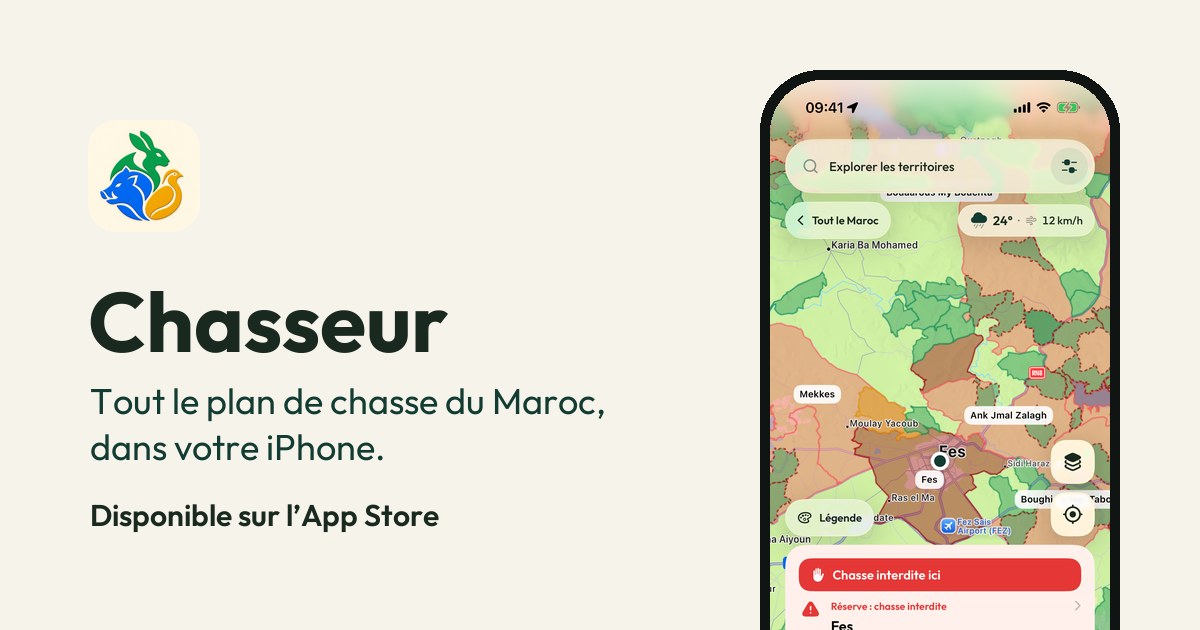 Chasseur
Tout le plan de chasse du Maroc,
dans votre iPhone.
Disponible sur l’App Store
09:41
Explorer les territoires
Tout le Maroc
24° · 12 km/h
Karia Ba Mohamed
Mekkes
Ank Jmal Zalagh
Moulay Yacoub
Fes
Sidi Haraz
Fes
Ras el Ma
Boughi
Légende
Fez Saïs
Airport (FEZ)
Chasse interdite ici
Réserve : chasse interdite
Fes